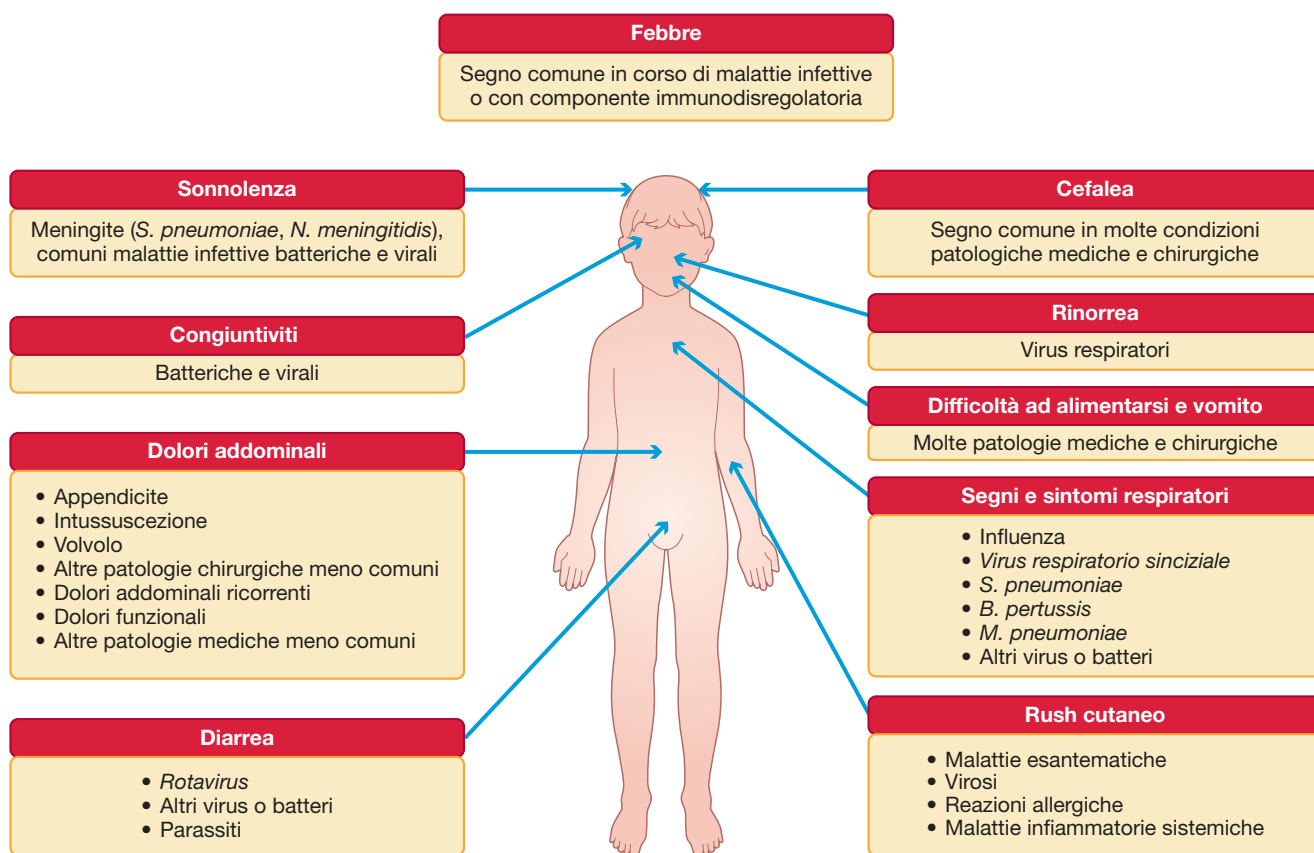 Febbre
Segno comune in corso di malattie infettive
o con componente immunodisregolatoria
Sonnolenza
Meningite (S. pneumoniae, N. meningitidis),
comuni malattie infettive batteriche e virali
Congiuntiviti
Batteriche e virali
Dolori addominali
• Appendicite
• Intussuscezione
• Volvolo
• Altre patologie chirurgiche meno comuni
• Dolori addominali ricorrenti
• Dolori funzionali
• Altre patologie mediche meno comuni
Diarrea
• Rotavirus
• Altri virus o batteri
• Parassiti
Cefalea
Segno comune in molte condizioni
patologiche mediche e chirurgiche
Rinorrea
Virus respiratori
Difficoltà ad alimentarsi e vomito
Molte patologie mediche e chirurgiche
Segni e sintomi respiratori
• Influenza
• Virus respiratorio sinciziale
• S. pneumoniae
• B. pertussis
• M. pneumoniae
• Altri virus o batteri
Rush cutaneo
• Malattie esantematiche
• Virosi
• Reazioni allergiche
• Malattie infiammatorie sistemiche